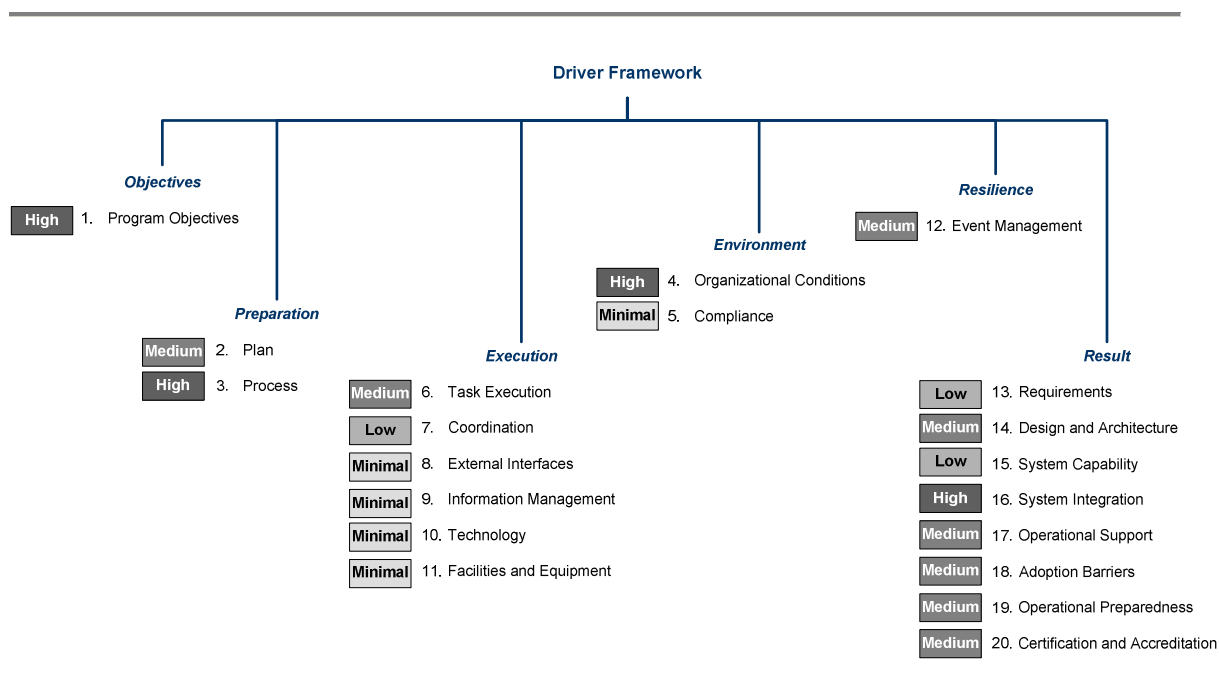 Driver Framework
Objectives
High 1. Program Objectives
Preparation
Medium 2. Plan
High 3. Process
Execution
Medium 6. Task Execution
Low 7. Coordination
Minimal 8. External Interfaces
Minimal 9. Information Management
Minimal 10. Technology
Minimal 11. Facilities and Equipment
Environment
High 4. Organizational Conditions
Minimal 5. Compliance
Resilience
Medium 12. Event Management
Result
Low 13. Requirements
Medium 14. Design and Architecture
Low 15. System Capability
High 16. System Integration
Medium 17. Operational Support
Medium 18. Adoption Barriers
Medium 19. Operational Preparedness
Medium 20. Certification and Accreditation